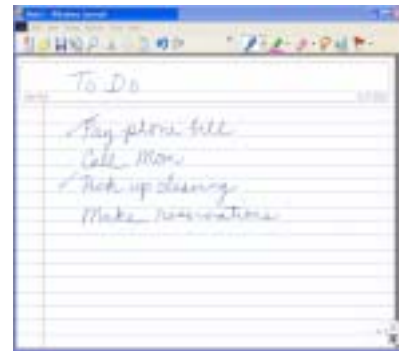 To Do
Pay phone bill
Call Mom
Pick up cleaning
Make reservations